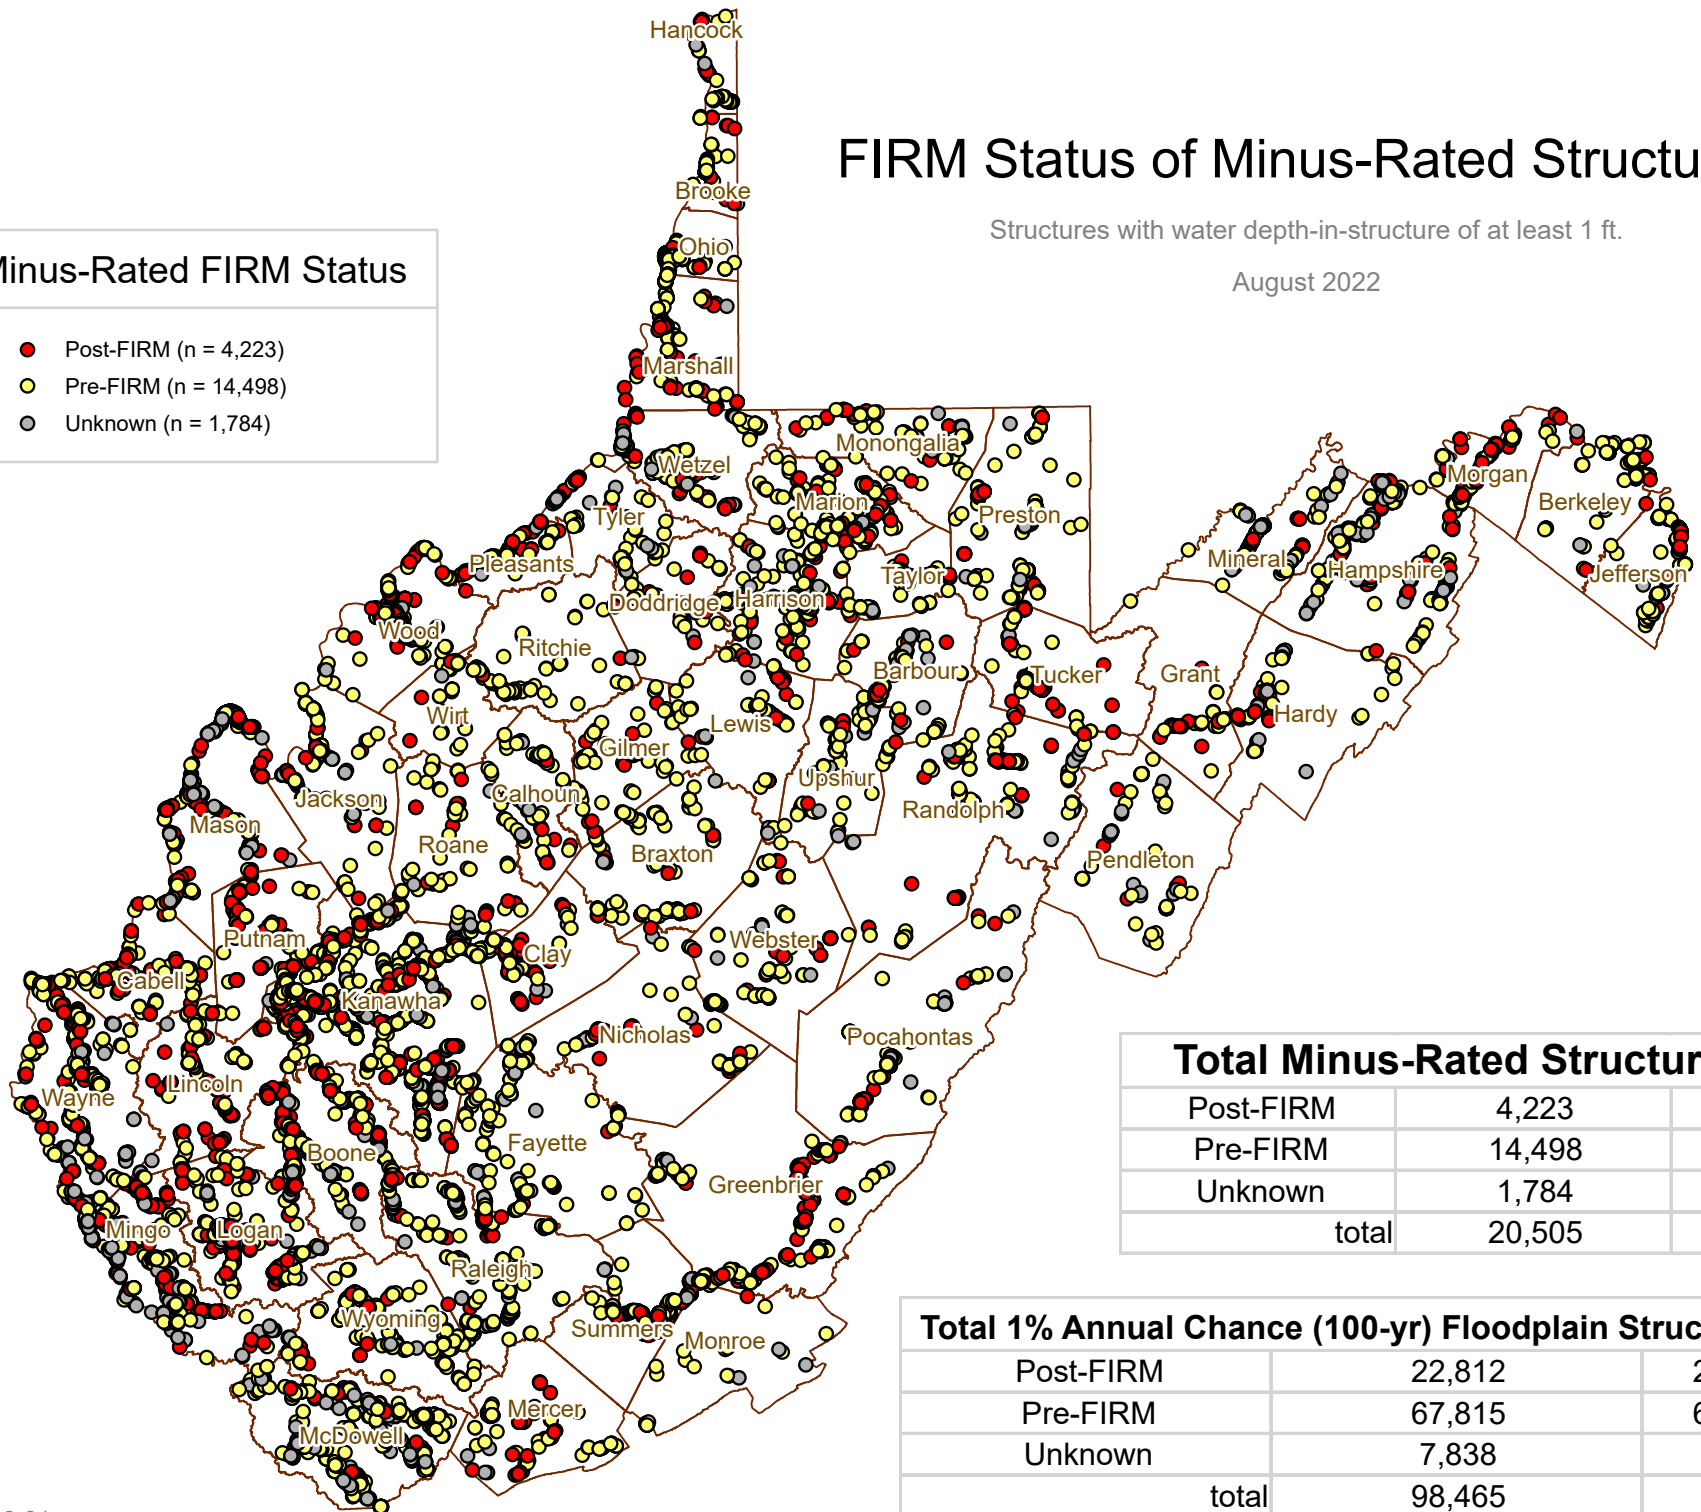 Hancock
FIRM Status of Minus-Rated Structu
Structures with water depth-in-structure of at least 1 ft.
August 2022
Minus-Rated FIRM Status
Post-FIRM (n = 4,223)
Pre-FIRM (n = 14,498)
Unknown (n = 1,784)
Brooke
Ohio
Marshall
Monongalia
Wetzel
Marion
Tyler
Preston
Morgan
Berkeley
Pleasants
Taylor
Mineral
Hampshire
Jefferson
Doddridge
Harrison
Wood
Ritchie
Barbour
Tucker
Grant
Wirt
Lewis
Hardy
Gilmer
Upshur
Jackson
Calhoun
Randolph
Mason
Roane
Braxton
Pendleton
Putnam
Webster
Clay
Cabell
Kanawha
Nicholas
Pocahontas
Lincoln
Wayne
Fayette
Boone
Greenbrier
Mingo
Logan
Raleigh
Wyoming
Summers
Monroe
Mercer
McDowell
Total Minus-Rated Structur
Post-FIRM 4,223
Pre-FIRM 14,498
Unknown 1,784
total 20,505
Total 1% Annual Chance (100-yr) Floodplain Struc
Post-FIRM 22,812 2
Pre-FIRM 67,815 6
Unknown 7,838
total 98,465